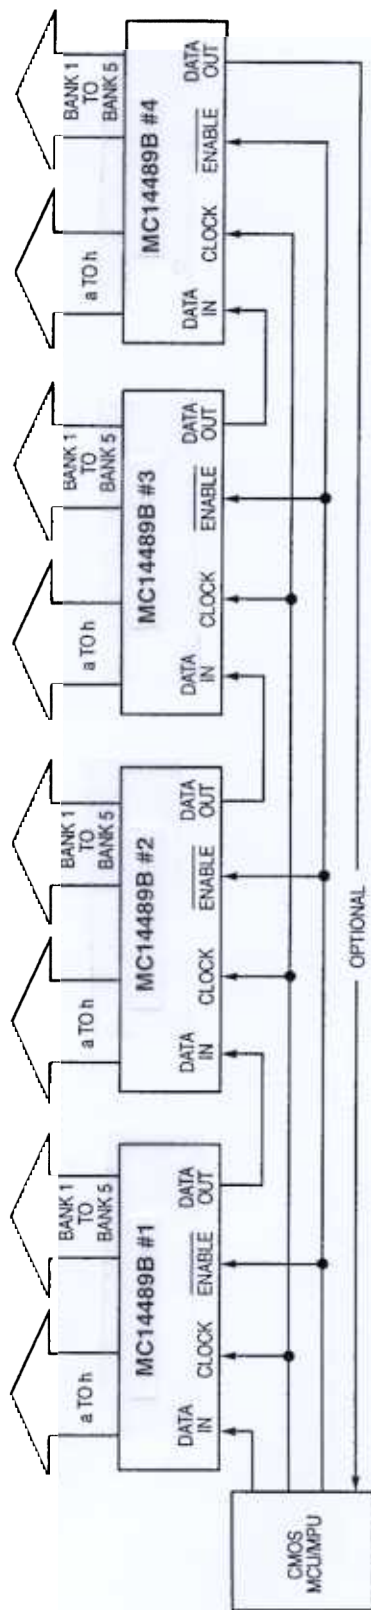 a TO h
BANK 1
TO
BANK 5
a TO h
BANK 1
TO
BANK 5
a TO h
BANK 1
TO
BANK 5
a TO h
BANK 1
TO
BANK 5
MC14489B #1
MC14489B #2
MC14489B #3
MC14489B #4
DATA
IN
CLOCK
ENABLE
DATA
OUT
DATA
IN
CLOCK
ENABLE
DATA
OUT
DATA
IN
CLOCK
ENABLE
DATA
OUT
DATA
IN
CLOCK
ENABLE
DATA
OUT
CMOS
MCU/MPU
OPTIONAL